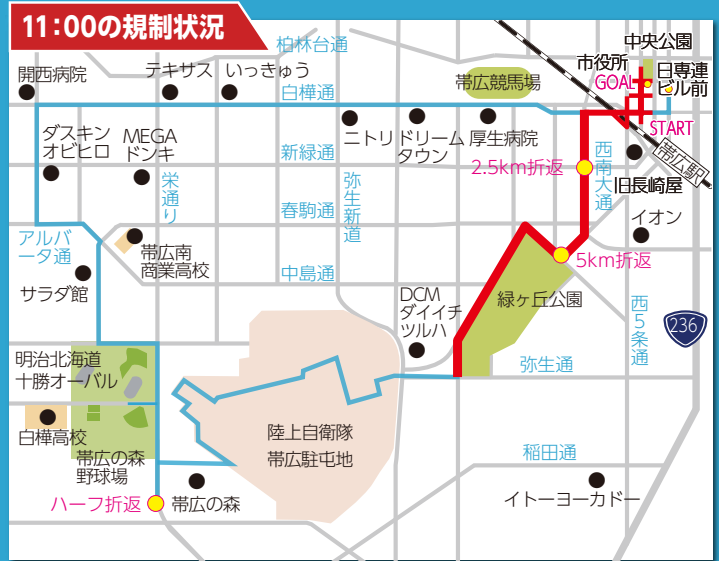 11:00の規制状況
柏林台通
中央公園
開西病院
テキサス
いっきゅう
市役所
GOAL
日専連
ビル前
帯広競馬場
白樺通
START
ダスキン
オビヒロ
MEGA
ドンキ
ニトリ
ドリーム
タウン
厚生病院
新緑通
2.5km折返
西南大通
帯広駅
旧長崎屋
栄通り
弥生新道
春駒通
イオン
アルバ
ータ通
帯広南
商業高校
5km折返
サラダ館
中島通
DCM
ダイイチ
ツルハ
緑ヶ丘公園
西5条通
236
明治北海道
十勝オーバル
弥生通
白樺高校
陸上自衛隊
帯広駐屯地
帯広の森
野球場
稲田通
ハーフ折返
帯広の森
イトーヨーカドー